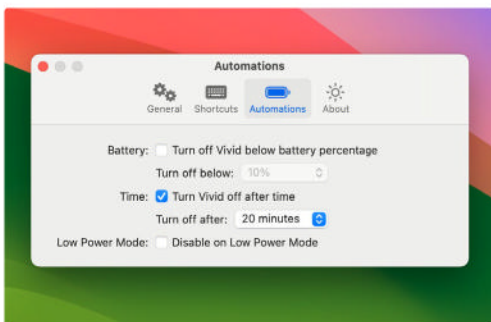 Automations
General Shortcuts Automations About
Battery: Turn off Vivid below battery percentage
Turn off below: 10%
Time: Turn Vivid off after time
Turn off after: 20 minutes
Low Power Mode: Disable on Low Power Mode